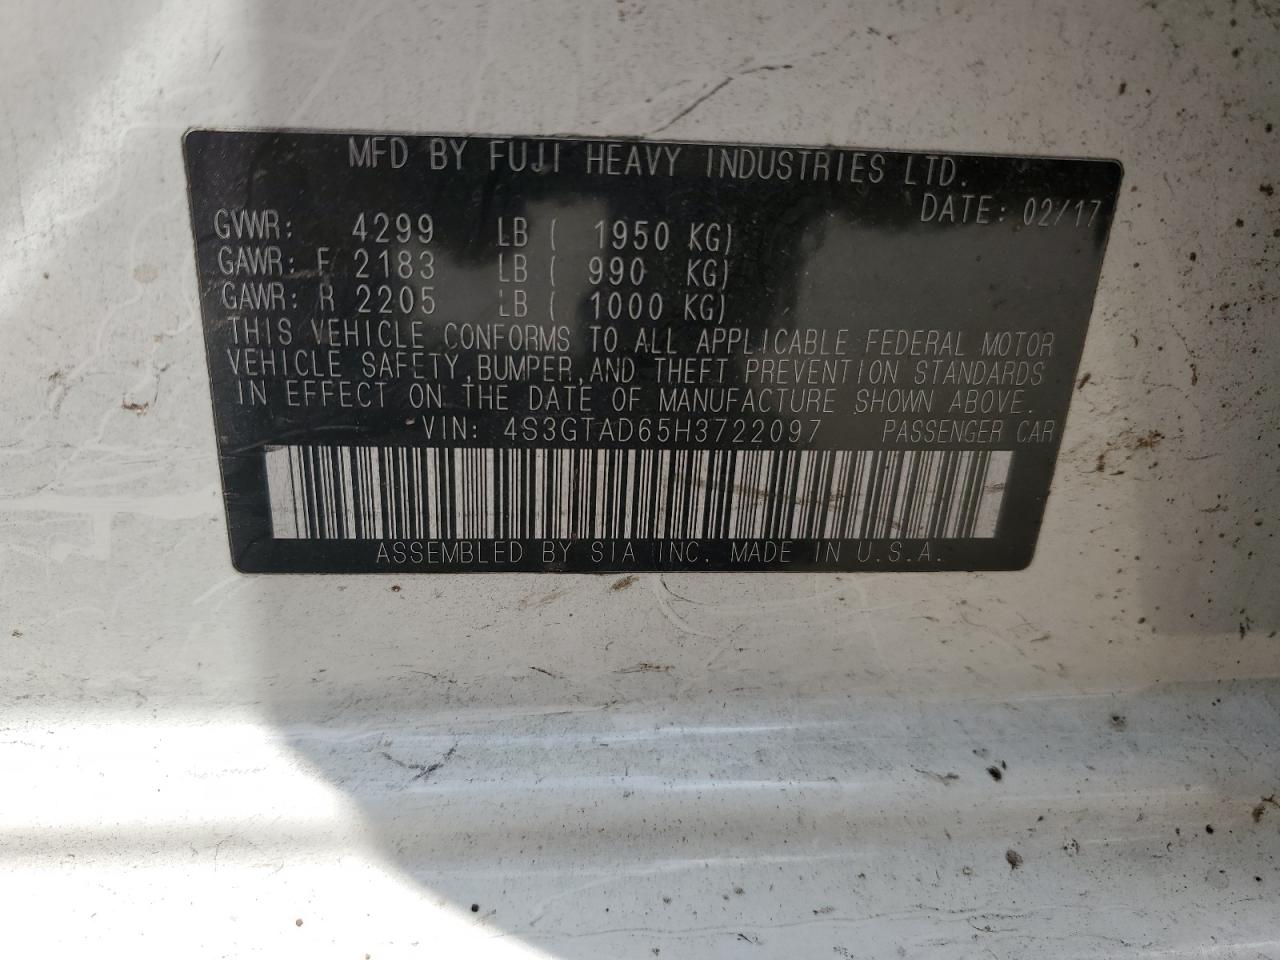 MFD BY FUJI HEAVY INDUSTRIES LTD.
DATE: 02/17
GVWR: 4299 LB ( 1950 KG)
GAWR: F 2183 LB ( 990 KG)
GAWR: R 2205 LB ( 1000 KG)
THIS VEHICLE CONFORMS TO ALL APPLICABLE FEDERAL MOTOR
VEHICLE SAFETY,BUMPER,AND THEFT PREVENTION STANDARDS
IN EFFECT ON THE DATE OF MANUFACTURE SHOWN ABOVE.
VIN: 4S3GTAD65H3722097 PASSENGER CAR
ASSEMBLED BY SIA INC. MADE IN U.S.A.